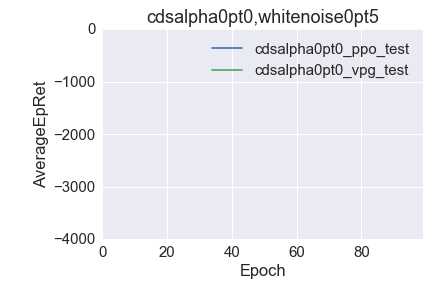 cdsalpha0pt0,whitenoise0pt5
cdsalpha0pt0_ppo_test
cdsalpha0pt0_vpg_test
AverageEpRet
0
−1000
−2000
−3000
−4000
0 20 40 60 80
Epoch